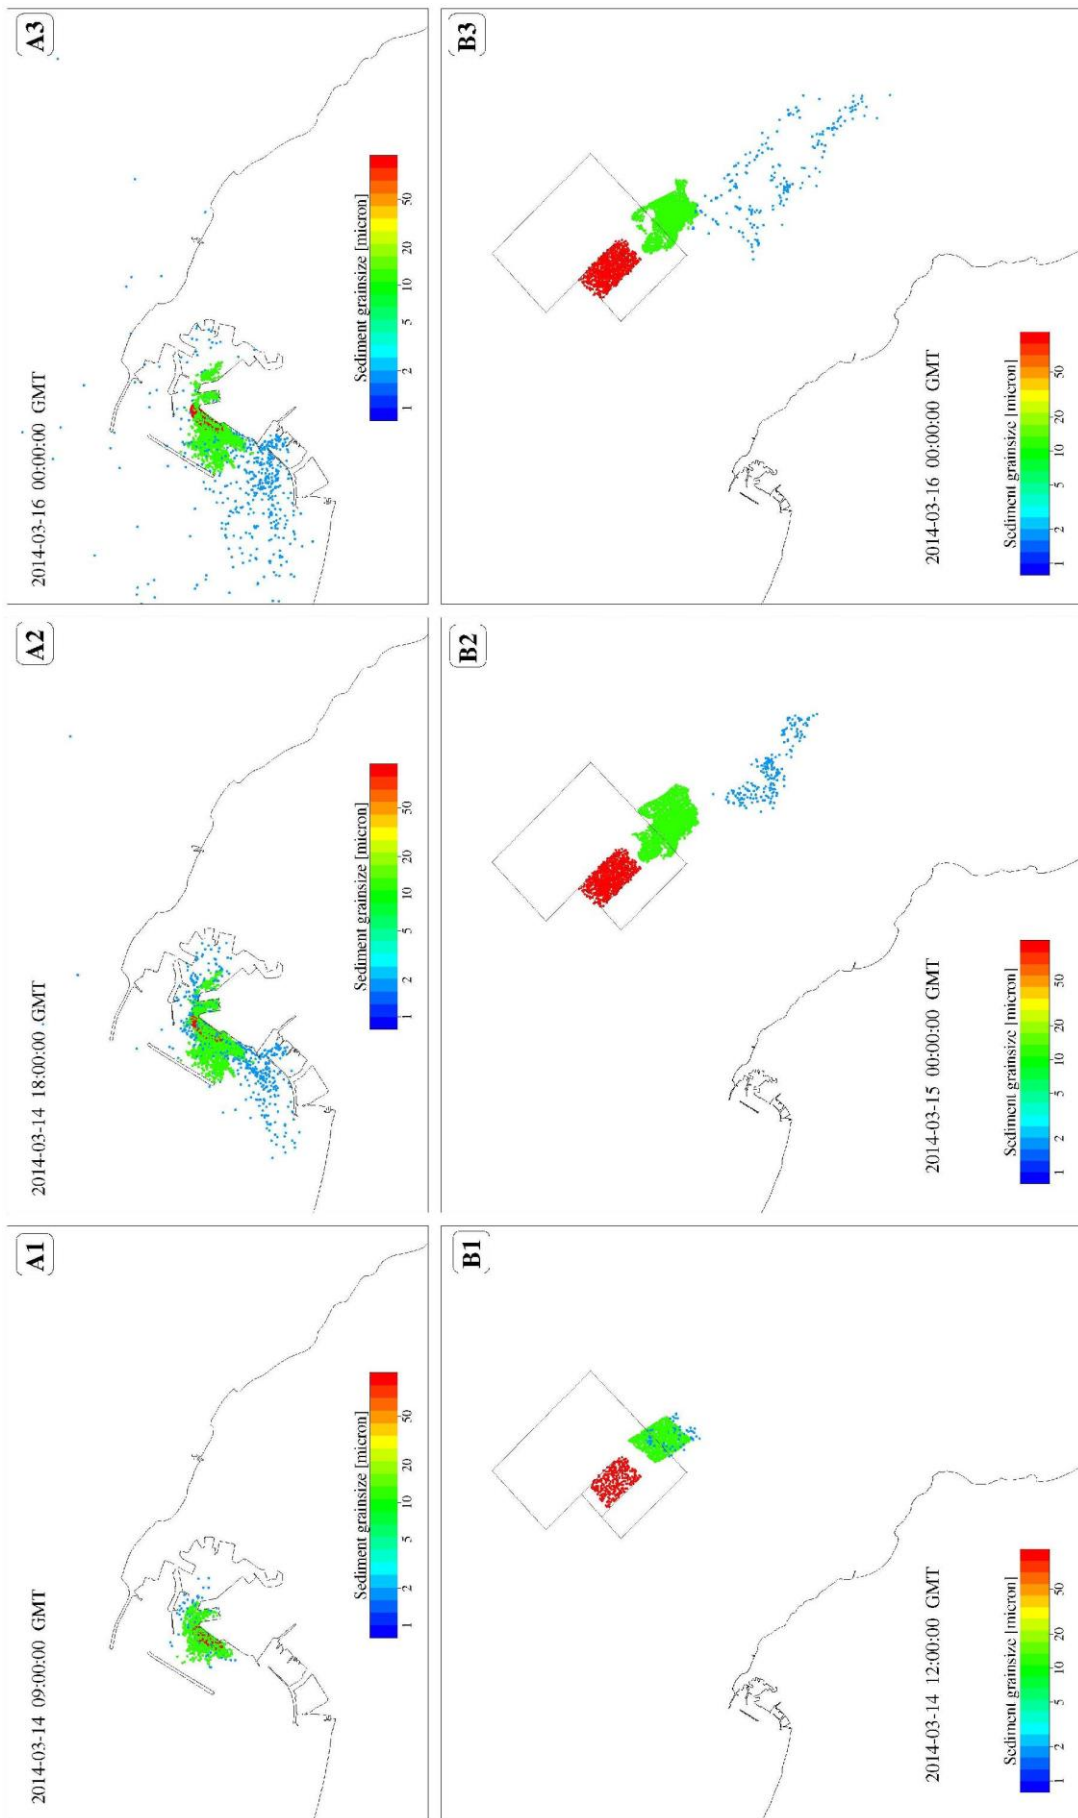 A1
2014-03-14 09:00:00 GMT
Sediment grainsize [micron]
1 2 5 10 20 50
A2
2014-03-14 18:00:00 GMT
Sediment grainsize [micron]
1 2 5 10 20 50
A3
2014-03-16 00:00:00 GMT
Sediment grainsize [micron]
1 2 5 10 20 50
B1
2014-03-14 12:00:00 GMT
Sediment grainsize [micron]
1 2 5 10 20 50
B2
2014-03-15 00:00:00 GMT
Sediment grainsize [micron]
1 2 5 10 20 50
B3
2014-03-16 00:00:00 GMT
Sediment grainsize [micron]
1 2 5 10 20 50